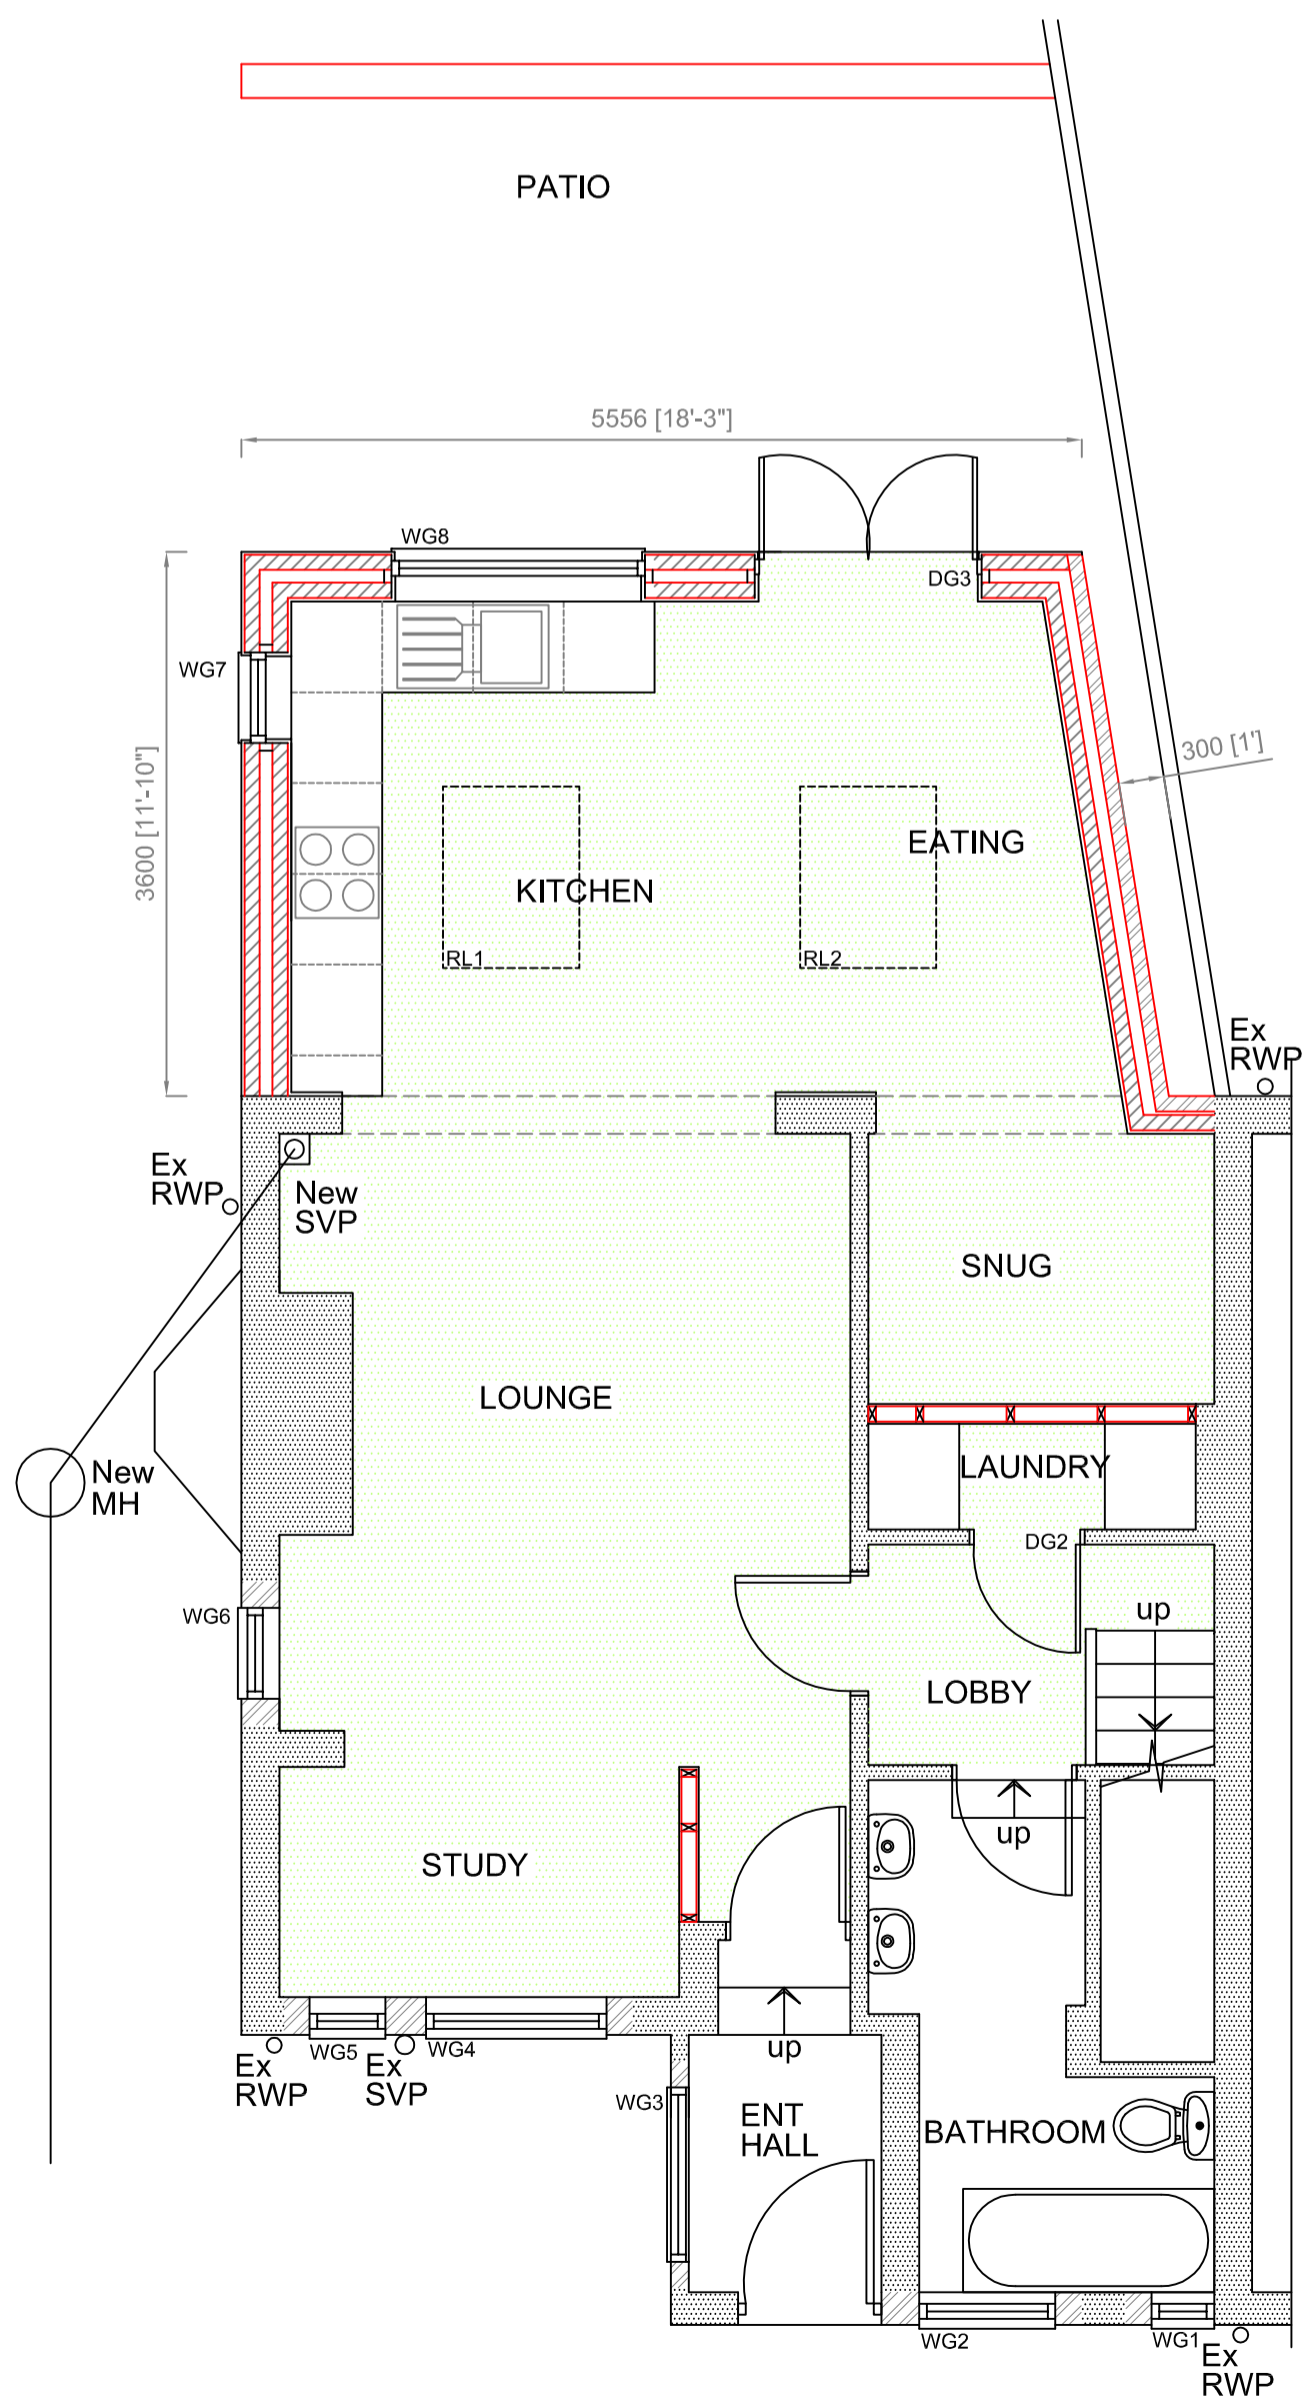 PATIO
5556 [18'-3"]
WG8
DG3
WG7
300 [1']
3600 [11'-10"]
EATING
KITCHEN
RL1
RL2
Ex
RWP
Ex
RWP
New
SVP
SNUG
LOUNGE
New
MH
LAUNDRY
DG2
WG6
up
LOBBY
up
STUDY
WG5
WG4
Ex
RWP
Ex
SVP
up
WG3
ENT
HALL
BATHROOM
WG2
WG1
Ex
RWP